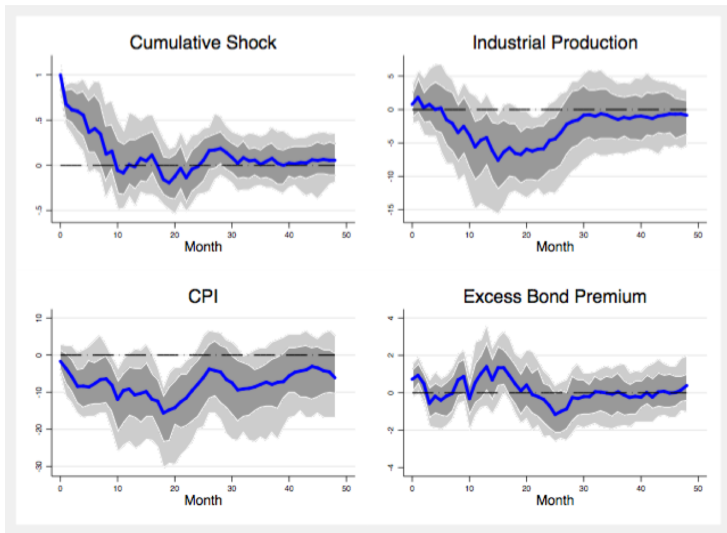 Cumulative Shock
1
.5
0
-.5
0 10 20 30 40 50
Month
Industrial Production
5
0
-5
-10
-15
0 10 20 30 40 50
Month
CPI
10
0
-10
-20
-30
0 10 20 30 40 50
Month
Excess Bond Premium
4
2
0
-2
-4
0 10 20 30 40 50
Month